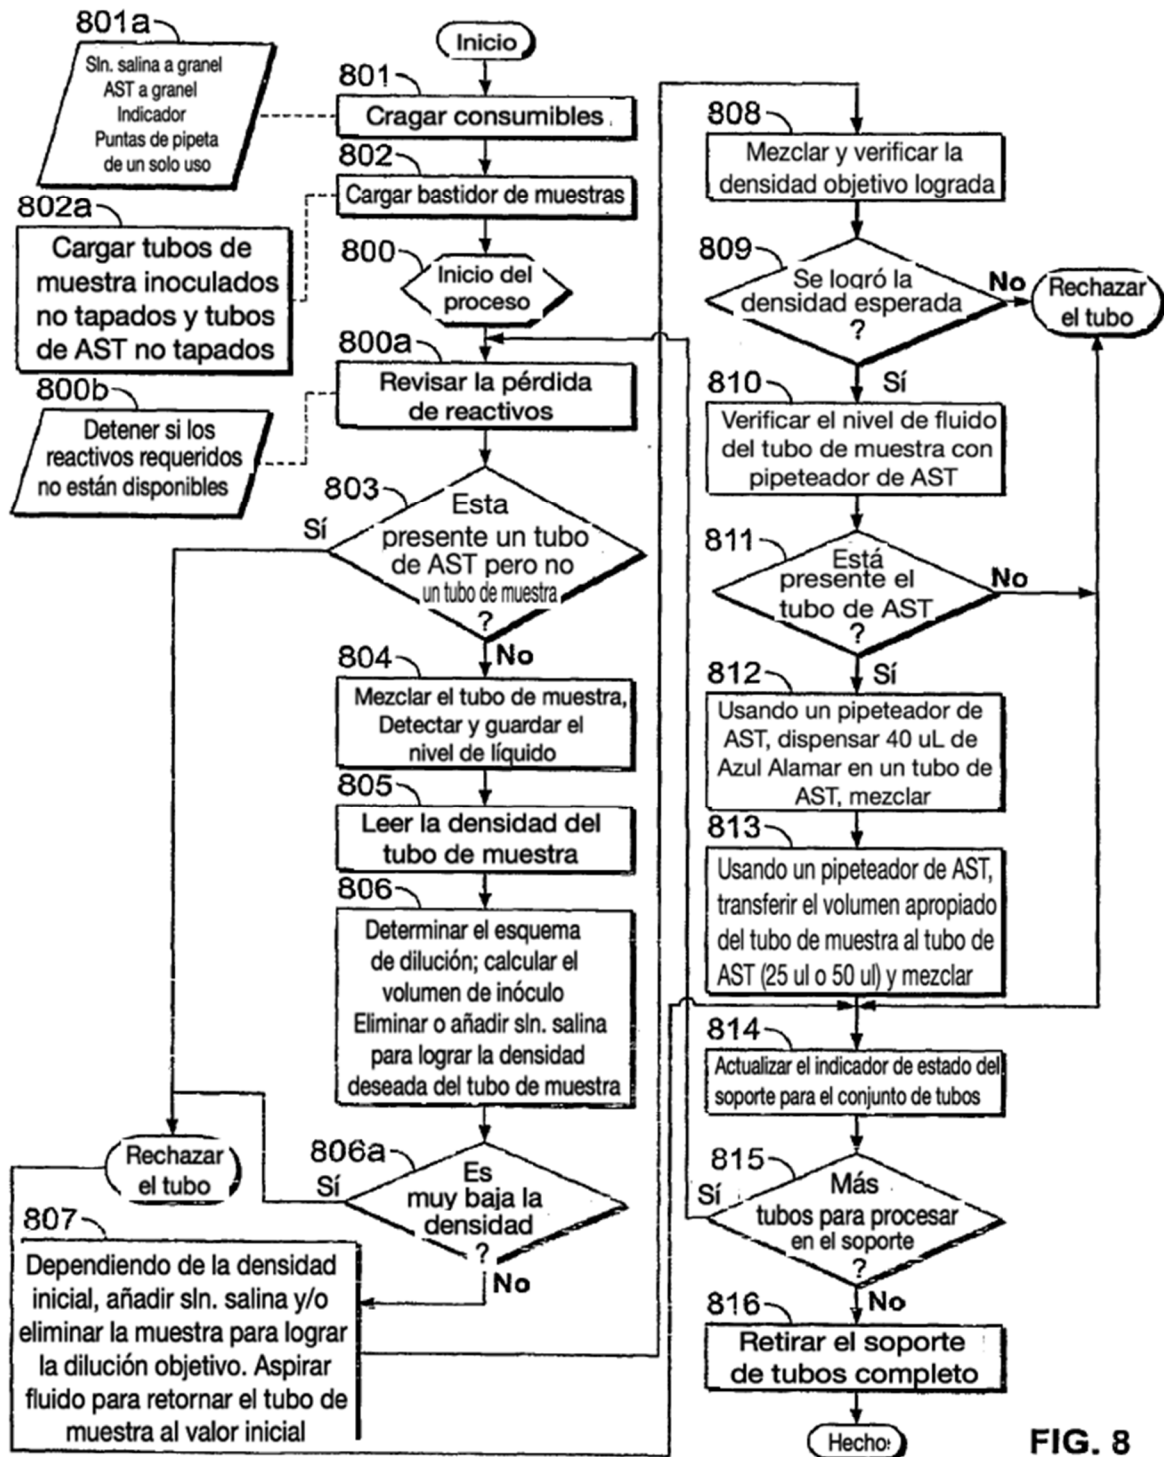 Inicio
801a
Sln. salina a granel
AST a granel
Indicador
Puntas de pipeta
de un solo uso
801
Cragar consumibles
802
Cargar bastidor de muestras
802a
Cargar tubos de
muestra inoculados
no tapados y tubos
de AST no tapados
800
Inicio del
proceso
800a
Revisar la pérdida
de reactivos
800b
Detener si los
reactivos requeridos
no están disponibles
803
Esta
presente un tubo
de AST pero no
un tubo de muestra
?
Sí
No
804
Mezclar el tubo de muestra,
Detectar y guardar el
nivel de líquido
805
Leer la densidad del
tubo de muestra
806
Determinar el esquema
de dilución; calcular el
volumen de inóculo
Eliminar o añadir sln. salina
para lograr la densidad
deseada del tubo de muestra
806a
Es
muy baja la
densidad
?
Sí
No
Rechazar
el tubo
807
Dependiendo de la densidad
inicial, añadir sln. salina y/o
eliminar la muestra para lograr
la dilución objetivo. Aspirar
fluido para retornar el tubo de
muestra al valor inicial
808
Mezclar y verificar la
densidad objetivo lograda
809
Se logró la
densidad esperada
?
No
Rechazar
el tubo
Sí
810
Verificar el nivel de fluido
del tubo de muestra con
pipeteador de AST
811
Está
presente el
tubo de AST
?
No
Sí
812
Usando un pipeteador de
AST, dispensar 40 uL de
Azul Alamar en un tubo de
AST, mezclar
813
Usando un pipeteador de AST,
transferir el volumen apropiado
del tubo de muestra al tubo de
AST (25 ul o 50 ul) y mezclar
814
Actualizar el indicador de estado del
soporte para el conjunto de tubos
815
Más
tubos para procesar
en el soporte
?
Sí
No
816
Retirar el soporte
de tubos completo
Hecho
FIG. 8